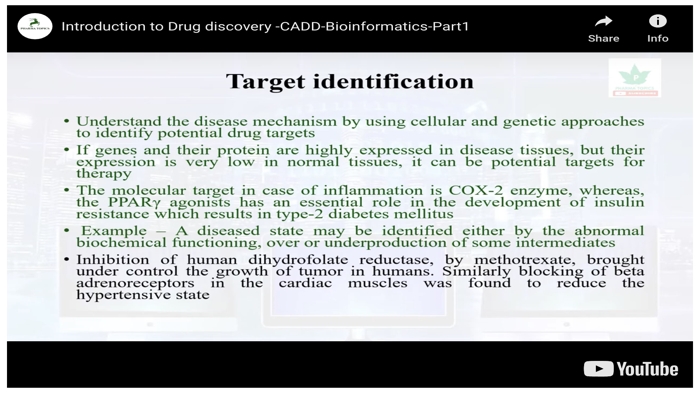 Introduction to Drug discovery -CADD-Bioinformatics-Part1
Share
Info
Target identification
• Understand the disease mechanism by using cellular and genetic approaches
to identify potential drug targets
• If genes and their protein are highly expressed in disease tissues, but their
expression is very low in normal tissues, it can be potential targets for
therapy
• The molecular target in case of inflammation is COX-2 enzyme, whereas,
the PPARγ agonists has an essential role in the development of insulin
resistance which results in type-2 diabetes mellitus
• Example – A diseased state may be identified either by the abnormal
biochemical functioning, over or underproduction of some intermediates
• Inhibition of human dihydrofolate reductase, by methotrexate, brought
under control the growth of tumor in humans. Similarly blocking of beta
adrenoreceptors in the cardiac muscles was found to reduce the
hypertensive state
YouTube